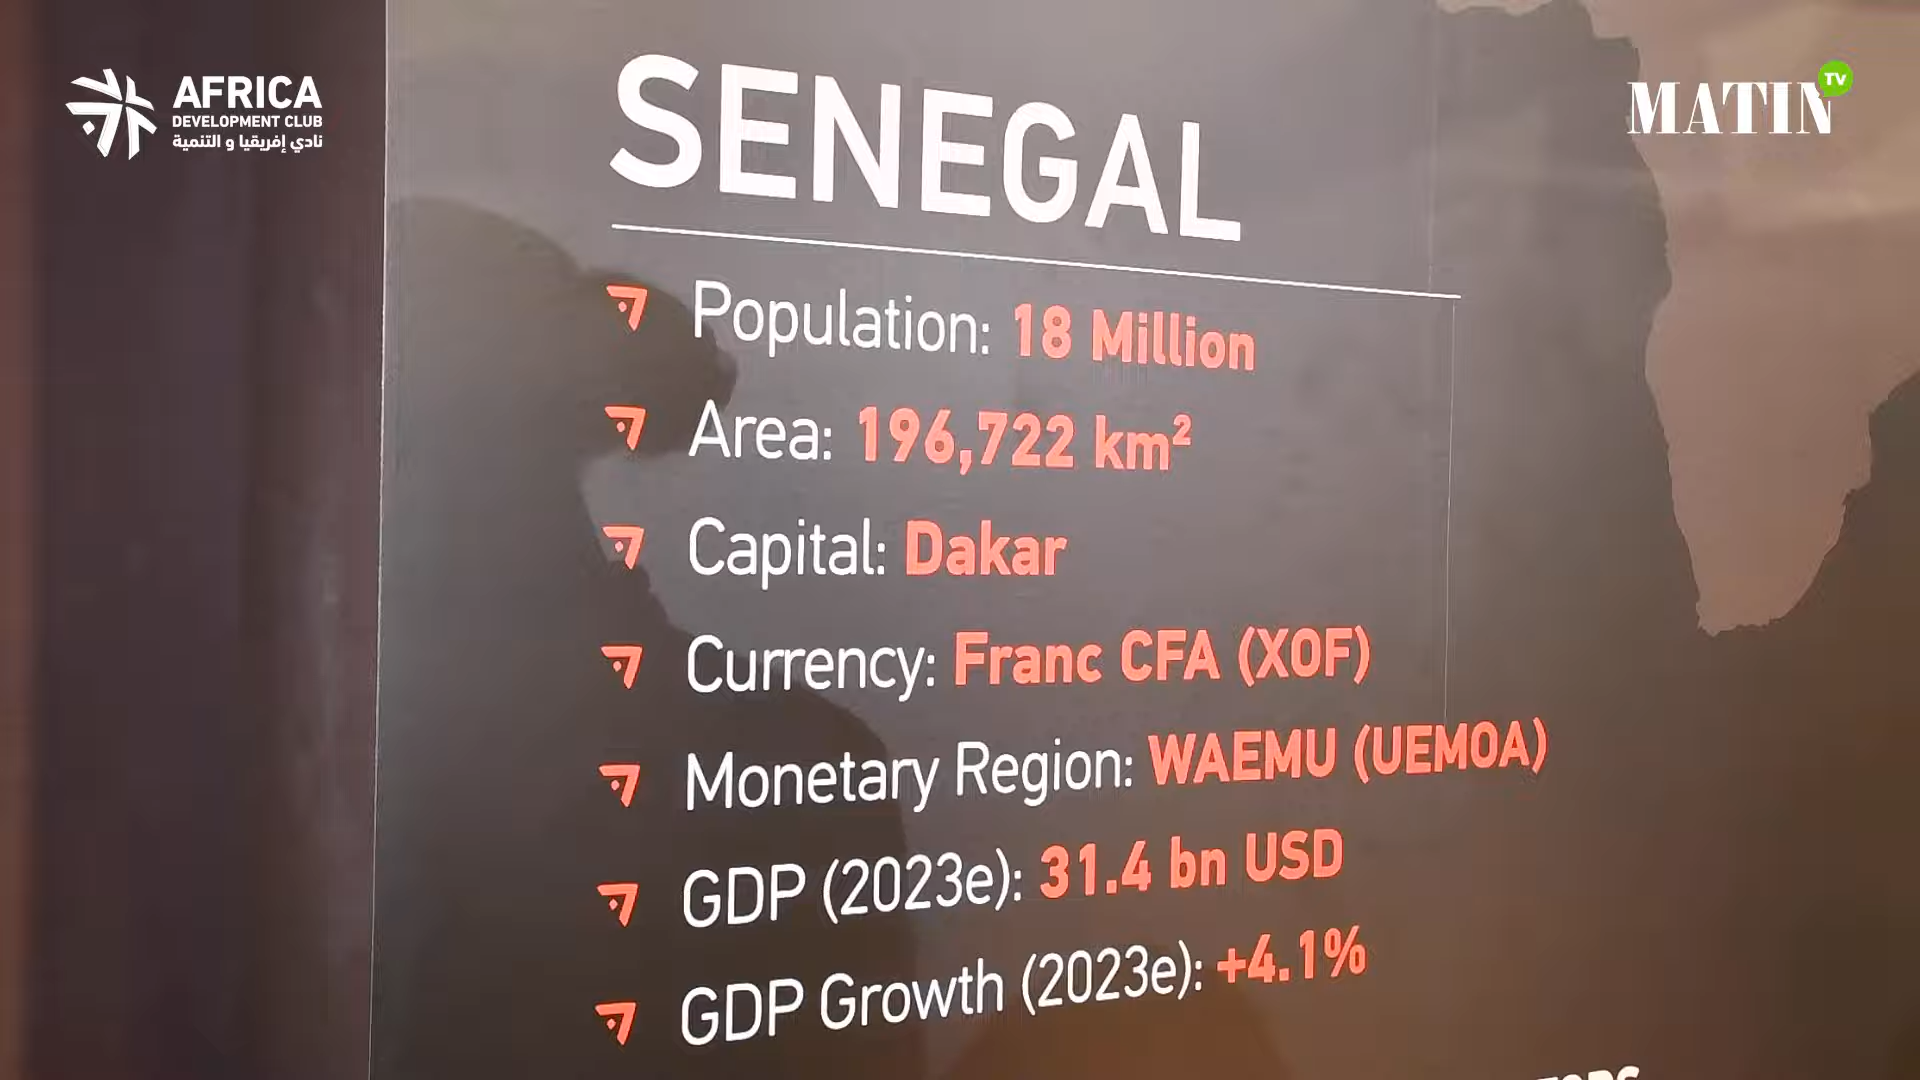 AFRICA
DEVELOPMENT CLUB
نادي إفريقيا و التنمية
MATIN TV
SENEGAL
Population: 18 Million
Area: 196,722 km²
Capital: Dakar
Currency: Franc CFA (XOF)
Monetary Region: WAEMU (UEMOA)
GDP (2023e): 31.4 bn USD
GDP Growth (2023e): +4.1%